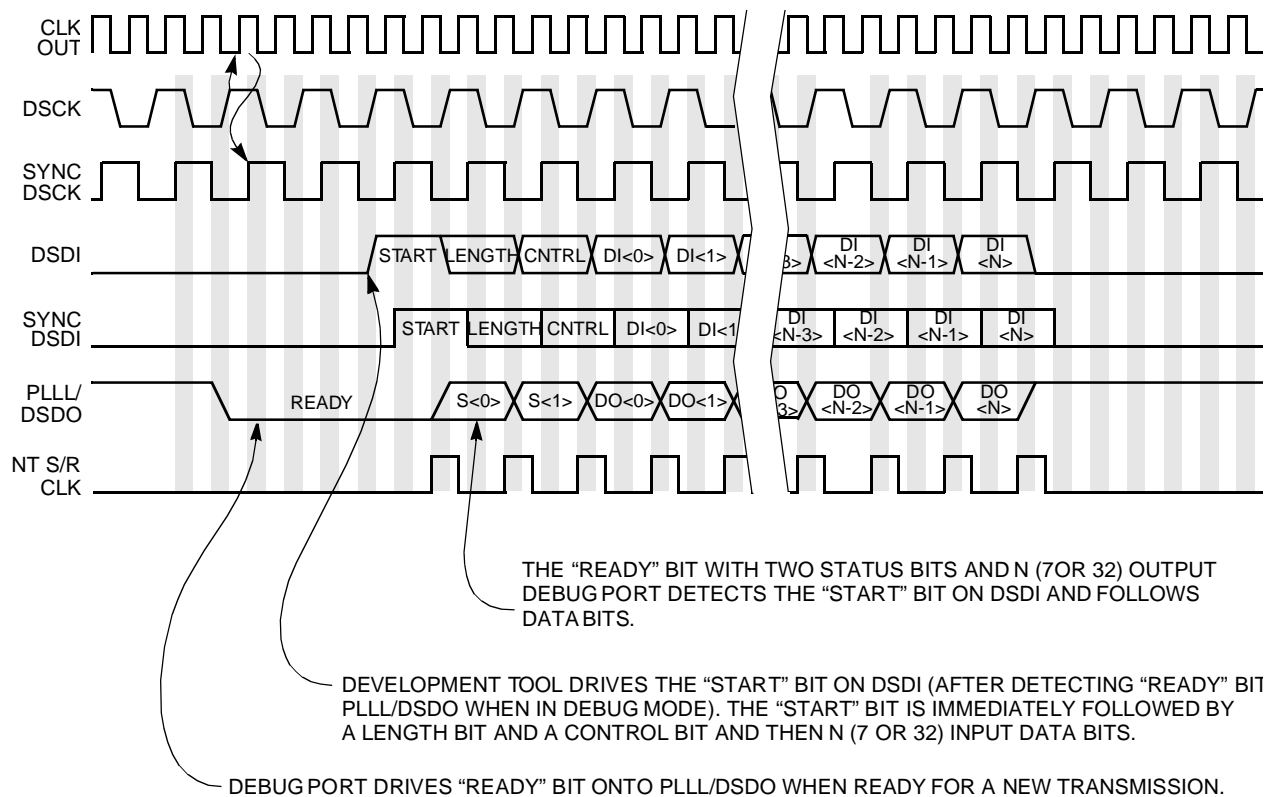 CLK
OUT
DSCK
SYNC
DSCK
DSDI
START LENGTH CNTRL DI<0> DI<1> 3> DI <N-2> DI <N-1> DI <N>
SYNC
DSDI
START LENGTH CNTRL DI<0> DI<1 DI <N-3> DI <N-2> DI <N-1> DI <N>
PLLL/
DSDO
READY S<0> S<1> DO<0> DO<1> O 3> DO <N-2> DO <N-1> DO <N>
NT S/R
CLK
THE “READY” BIT WITH TWO STATUS BITS AND N (7OR 32) OUTPUT
DEBUG PORT DETECTS THE “START” BIT ON DSDI AND FOLLOWS
DATA BITS.
DEVELOPMENT TOOL DRIVES THE “START” BIT ON DSDI (AFTER DETECTING “READY” BIT
PLLL/DSDO WHEN IN DEBUG MODE). THE “START” BIT IS IMMEDIATELY FOLLOWED BY
A LENGTH BIT AND A CONTROL BIT AND THEN N (7 OR 32) INPUT DATA BITS.
DEBUG PORT DRIVES “READY” BIT ONTO PLLL/DSDO WHEN READY FOR A NEW TRANSMISSION.